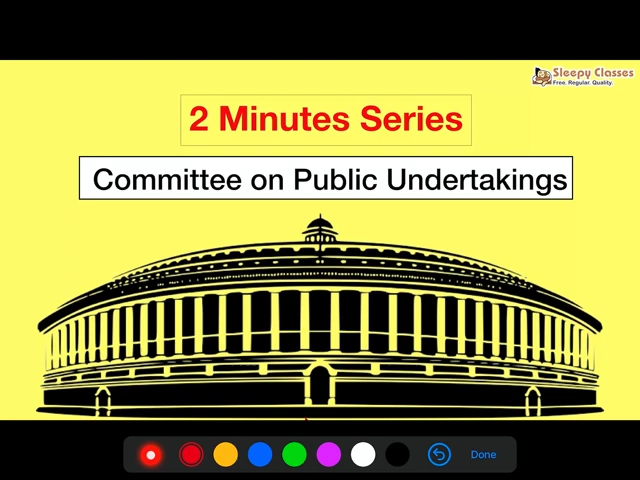 Sleepy Classes
Free. Regular. Quality.
2 Minutes Series
Committee on Public Undertakings
Done